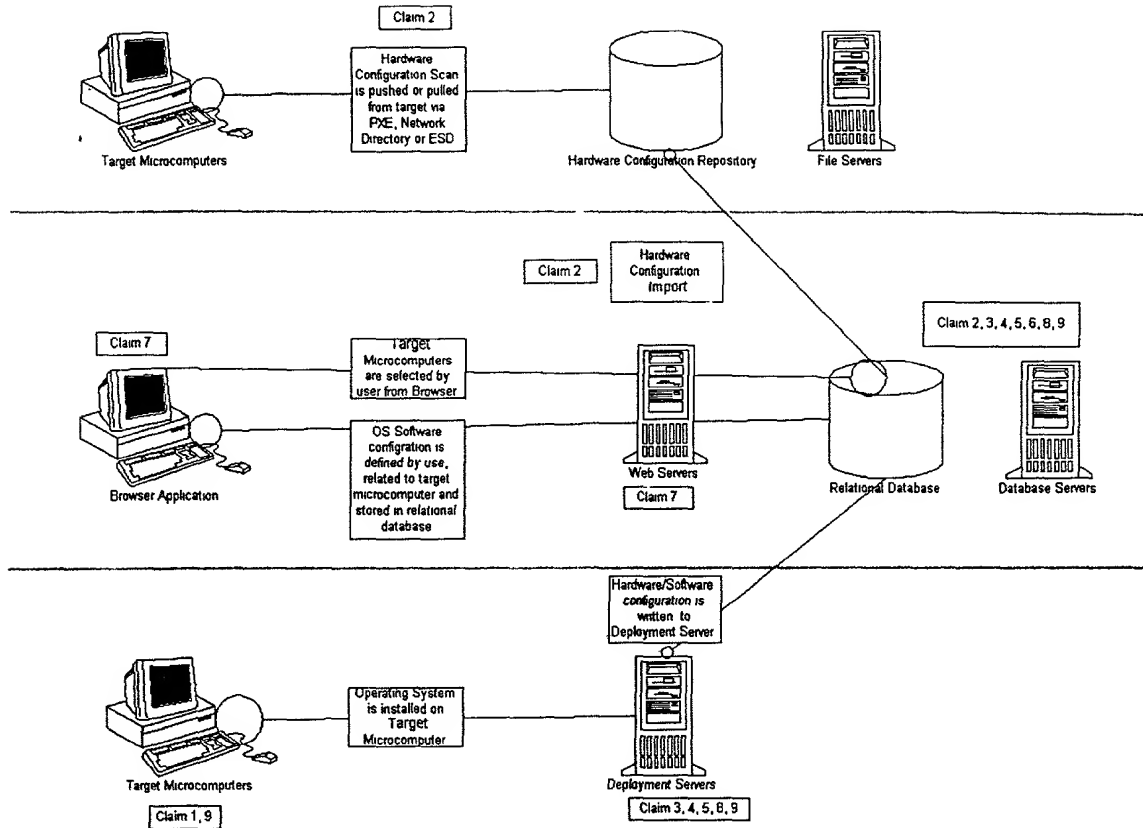 Claim 2
Hardware
Configuration Scan
is pushed or pulled
from target via
PXE, Network
Directory or ESD
Target Microcomputers
Hardware Configuration Repository
File Servers
Claim 2
Hardware
Configuration
Import
Claim 2, 3, 4, 5, 6, 8, 9
Claim 7
Target
Microcomputers
are selected by
user from Browser
OS Software
configration is
defined by use,
related to target
microcomputer and
stored in relational
database
Browser Application
Web Servers
Claim 7
Relational Database
Database Servers
Hardware/Software
configuration is
written to
Deployment Server
Operating System
is installed on
Target
Microcomputer
Target Microcomputers
Claim 1, 9
Deployment Servers
Claim 3, 4, 5, 8, 9